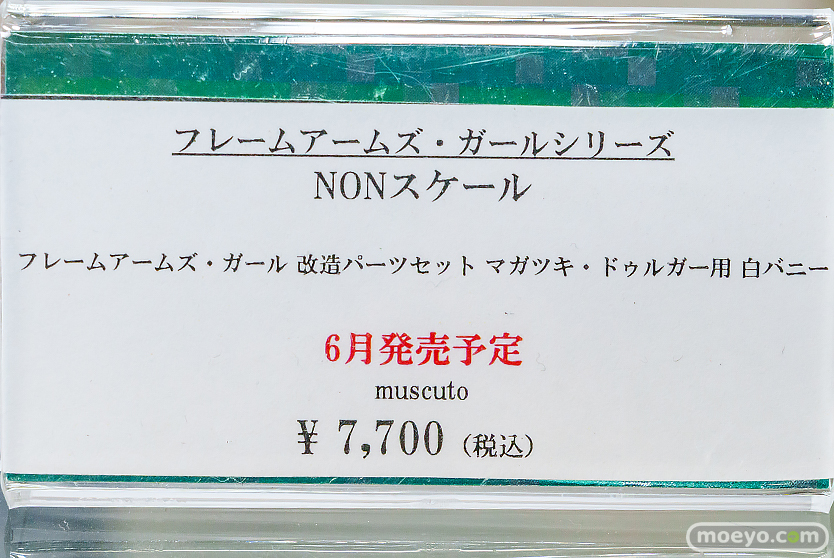 フレームアームズ・ガールシリーズ
NONスケール
フレームアームズ・ガール 改造パーツセット マガツキ・ドゥルガー用 白バニー
6月発売予定
muscuto
¥ 7,700 (税込)
moeyo.com